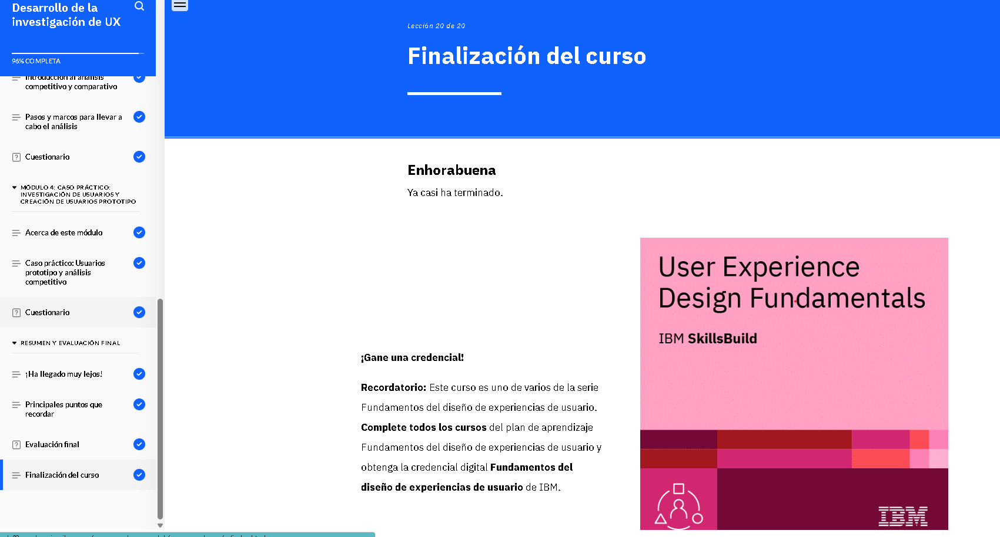 Desarrollo de la
investigación de UX
96% COMPLETA
Introducción al análisis
competitivo y comparativo
Pasos y marcos para llevar a
cabo el análisis
Cuestionario
MÓDULO 4: CASO PRÁCTICO:
INVESTIGACIÓN DE USUARIOS Y
CREACIÓN DE USUARIOS PROTOTIPO
Acerca de este módulo
Caso práctico: Usuarios
prototipo y análisis
competitivo
Cuestionario
RESUMEN Y EVALUACIÓN FINAL
¡Ha llegado muy lejos!
Principales puntos que
recordar
Evaluación final
Finalización del curso
Lección 20 de 20
Finalización del curso
Enhorabuena
Ya casi ha terminado.
¡Gane una credencial!
Recordatorio: Este curso es uno de varios de la serie
Fundamentos del diseño de experiencias de usuario.
Complete todos los cursos del plan de aprendizaje
Fundamentos del diseño de experiencias de usuario y
obtenga la credencial digital Fundamentos del
diseño de experiencias de usuario de IBM.
User Experience
Design Fundamentals
IBM SkillsBuild
IBM